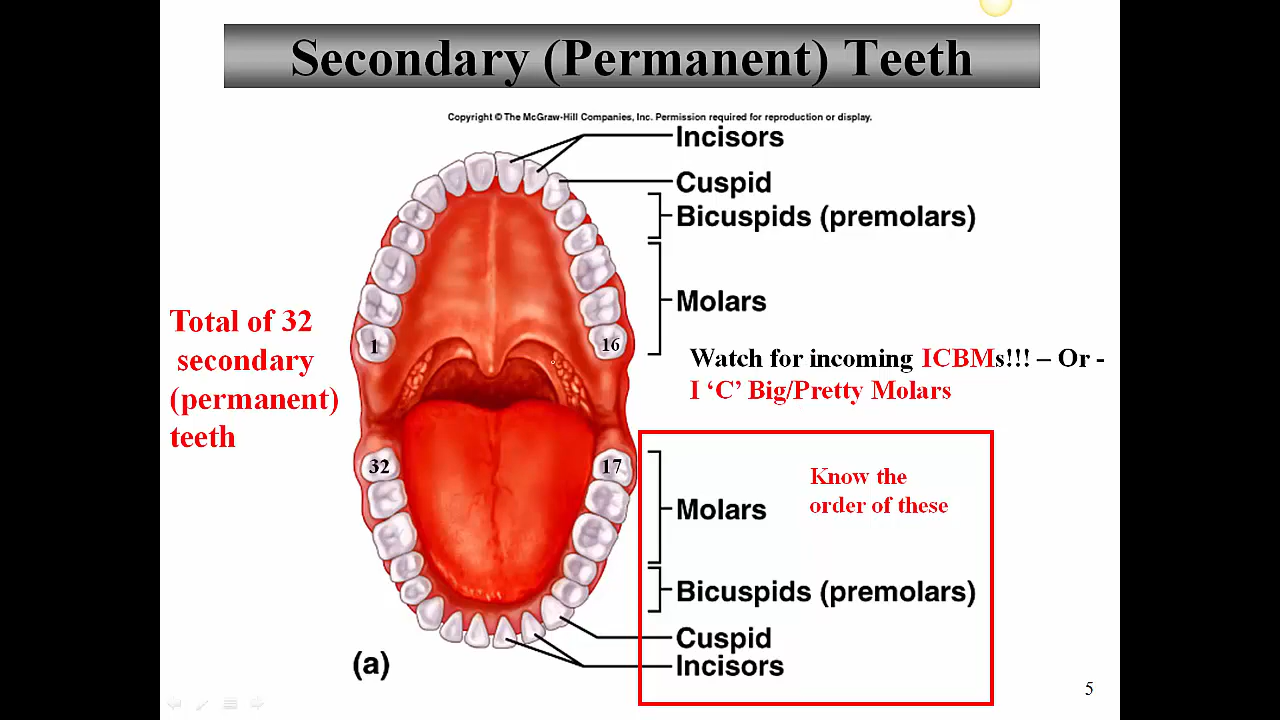 Secondary (Permanent) Teeth
Copyright © The McGraw-Hill Companies, Inc. Permission required for reproduction or display.
Incisors
Cuspid
Bicuspids (premolars)
Molars
Total of 32
secondary
(permanent)
teeth
1
16
Watch for incoming ICBMs!!! – Or -
I ‘C’ Big/Pretty Molars
32
17
Know the
order of these
Molars
Bicuspids (premolars)
Cuspid
Incisors
(a)
5